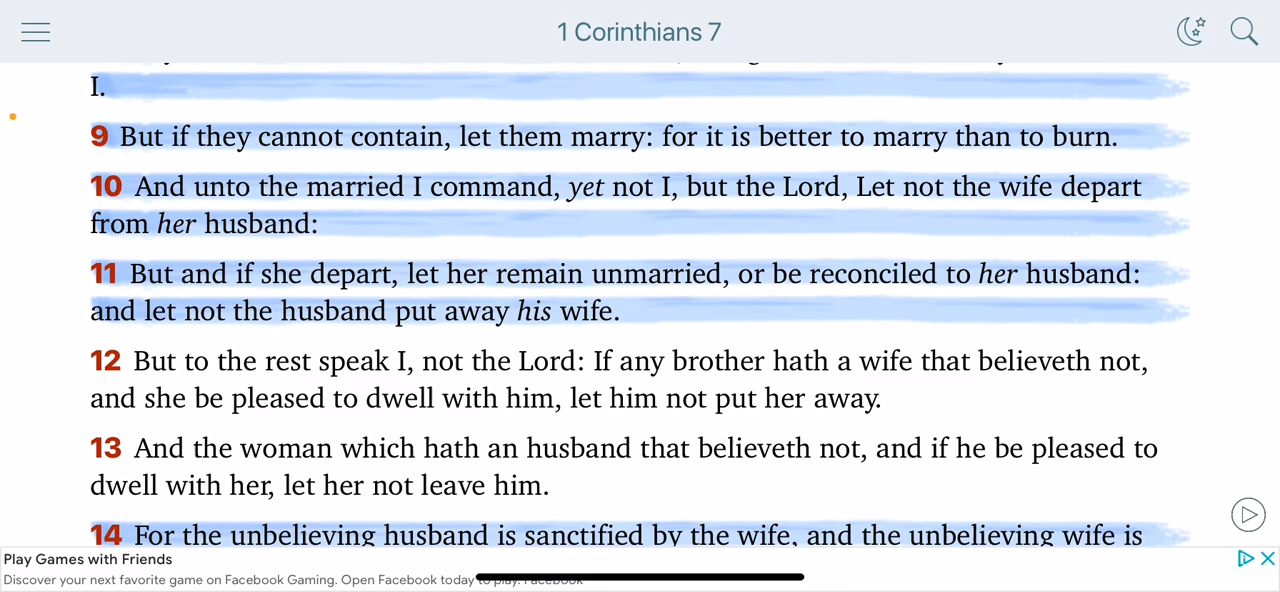 1 Corinthians 7
I.
9 But if they cannot contain, let them marry: for it is better to marry than to burn.
10 And unto the married I command, yet not I, but the Lord, Let not the wife depart
from her husband:
11 But and if she depart, let her remain unmarried, or be reconciled to her husband:
and let not the husband put away his wife.
12 But to the rest speak I, not the Lord: If any brother hath a wife that believeth not,
and she be pleased to dwell with him, let him not put her away.
13 And the woman which hath an husband that believeth not, and if he be pleased to
dwell with her, let her not leave him.
14 For the unbelieving husband is sanctified by the wife, and the unbelieving wife is
Play Games with Friends
Discover your next favorite game on Facebook Gaming. Open Facebook today to play. Facebook